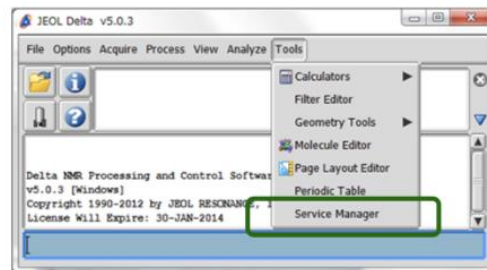 JEOL Delta v5.0.3
File Options Acquire Process View Analyze Tools
Calculators
Filter Editor
Geometry Tools
Molecule Editor
Page Layout Editor
Periodic Table
Service Manager
Delta NMR Processing and Control Softwar
v5.0.3 [Windows]
Copyright 1990-2012 by JEOL RESONANCE,
License Will Expire: 30-JAN-2014